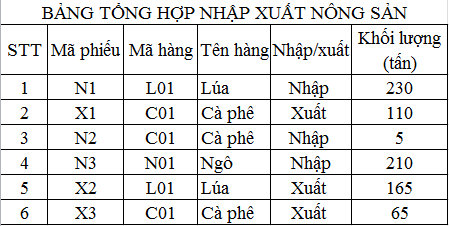 BẢNG TỔNG HỢP NHẬP XUẤT NÔNG SẢN
STT Mã phiếu Mã hàng Tên hàng Nhập/xuất Khối lượng (tấn)
1 N1 L01 Lúa Nhập 230
2 X1 C01 Cà phê Xuất 110
3 N2 C01 Cà phê Nhập 5
4 N3 N01 Ngô Nhập 210
5 X2 L01 Lúa Xuất 165
6 X3 C01 Cà phê Xuất 65